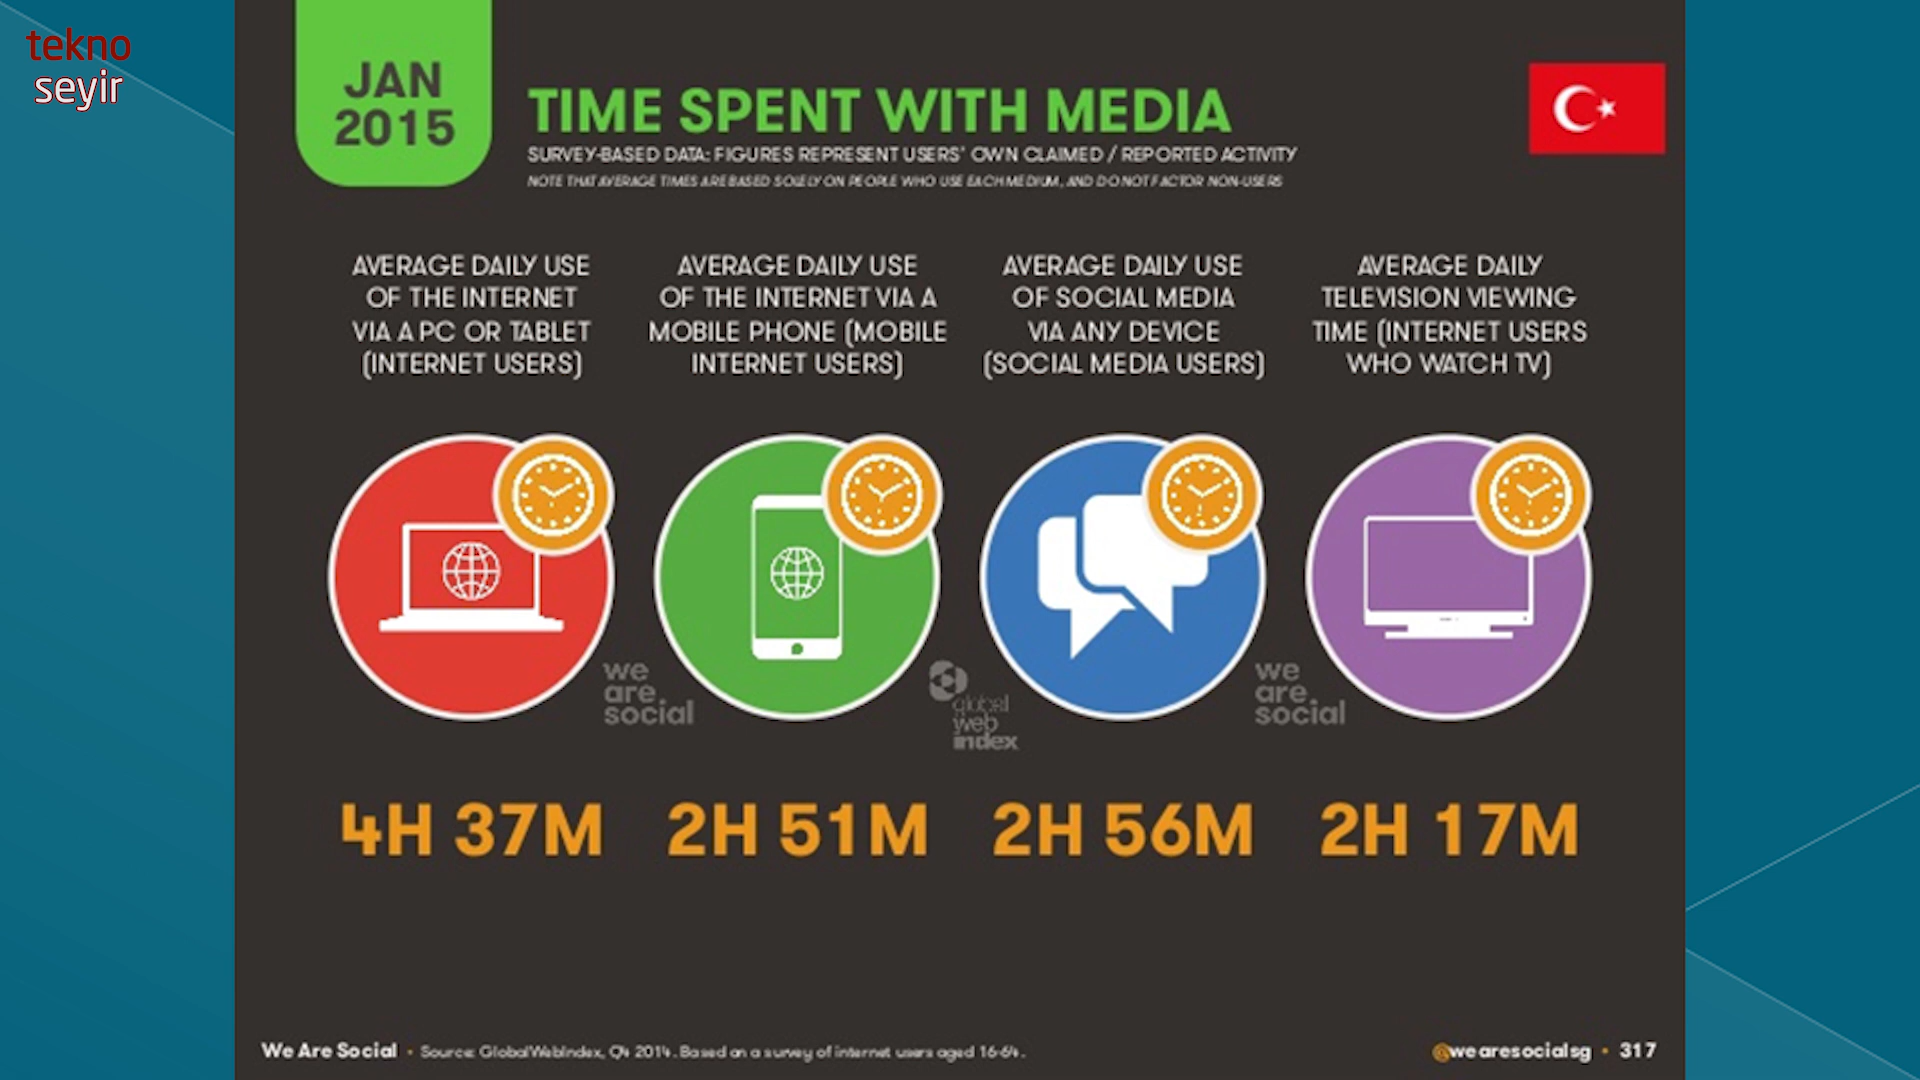 tekno
seyir
JAN
2015
TIME SPENT WITH MEDIA
SURVEY-BASED DATA: FIGURES REPRESENT USERS' OWN CLAIMED / REPORTED ACTIVITY
NOTE THAT AVERAGE TIMES ARE BASED SOLELY ON PEOPLE WHO USE EACH MEDIUM, AND DO NOT FACTOR NON-USERS
AVERAGE DAILY USE
OF THE INTERNET
VIA A PC OR TABLET
(INTERNET USERS)
AVERAGE DAILY USE
OF THE INTERNET VIA A
MOBILE PHONE (MOBILE
INTERNET USERS)
AVERAGE DAILY USE
OF SOCIAL MEDIA
VIA ANY DEVICE
(SOCIAL MEDIA USERS)
AVERAGE DAILY
TELEVISION VIEWING
TIME (INTERNET USERS
WHO WATCH TV)
we
are
social
global
web
index
we
are
social
4H 37M
2H 51M
2H 56M
2H 17M
We Are Social • Source: GlobalWebIndex, Q4 2014. Based on a survey of internet users aged 16-64.
@wearesocialsg • 317